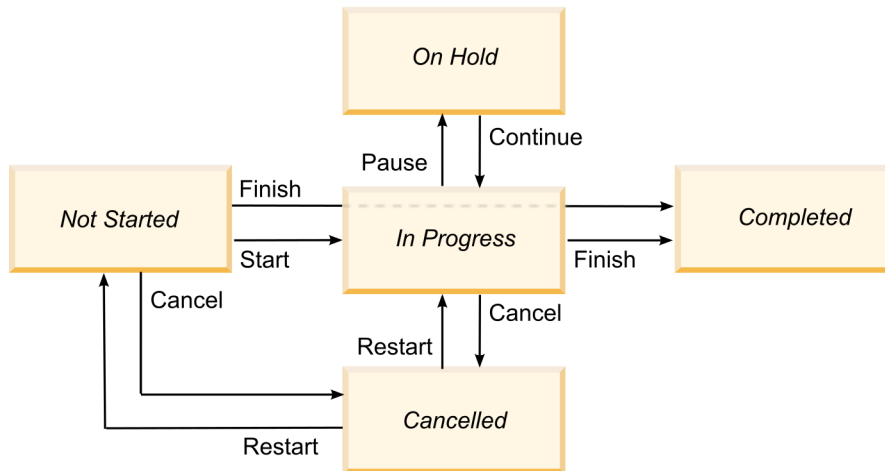 On Hold
Pause
Continue
Not Started
Finish
Start
In Progress
Finish
Completed
Cancel
Restart
Cancel
Restart
Cancelled